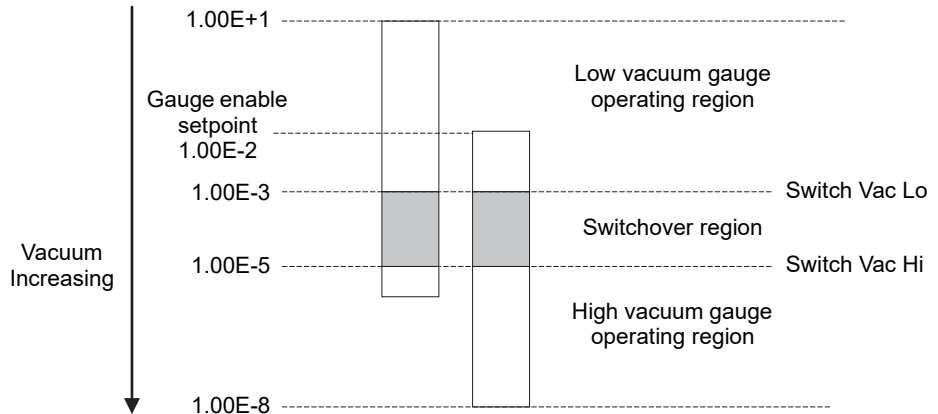 1.00E+1
Low vacuum gauge
operating region
Gauge enable
setpoint
1.00E-2
1.00E-3
Switch Vac Lo
Switchover region
Vacuum
Increasing
1.00E-5
Switch Vac Hi
High vacuum gauge
operating region
1.00E-8